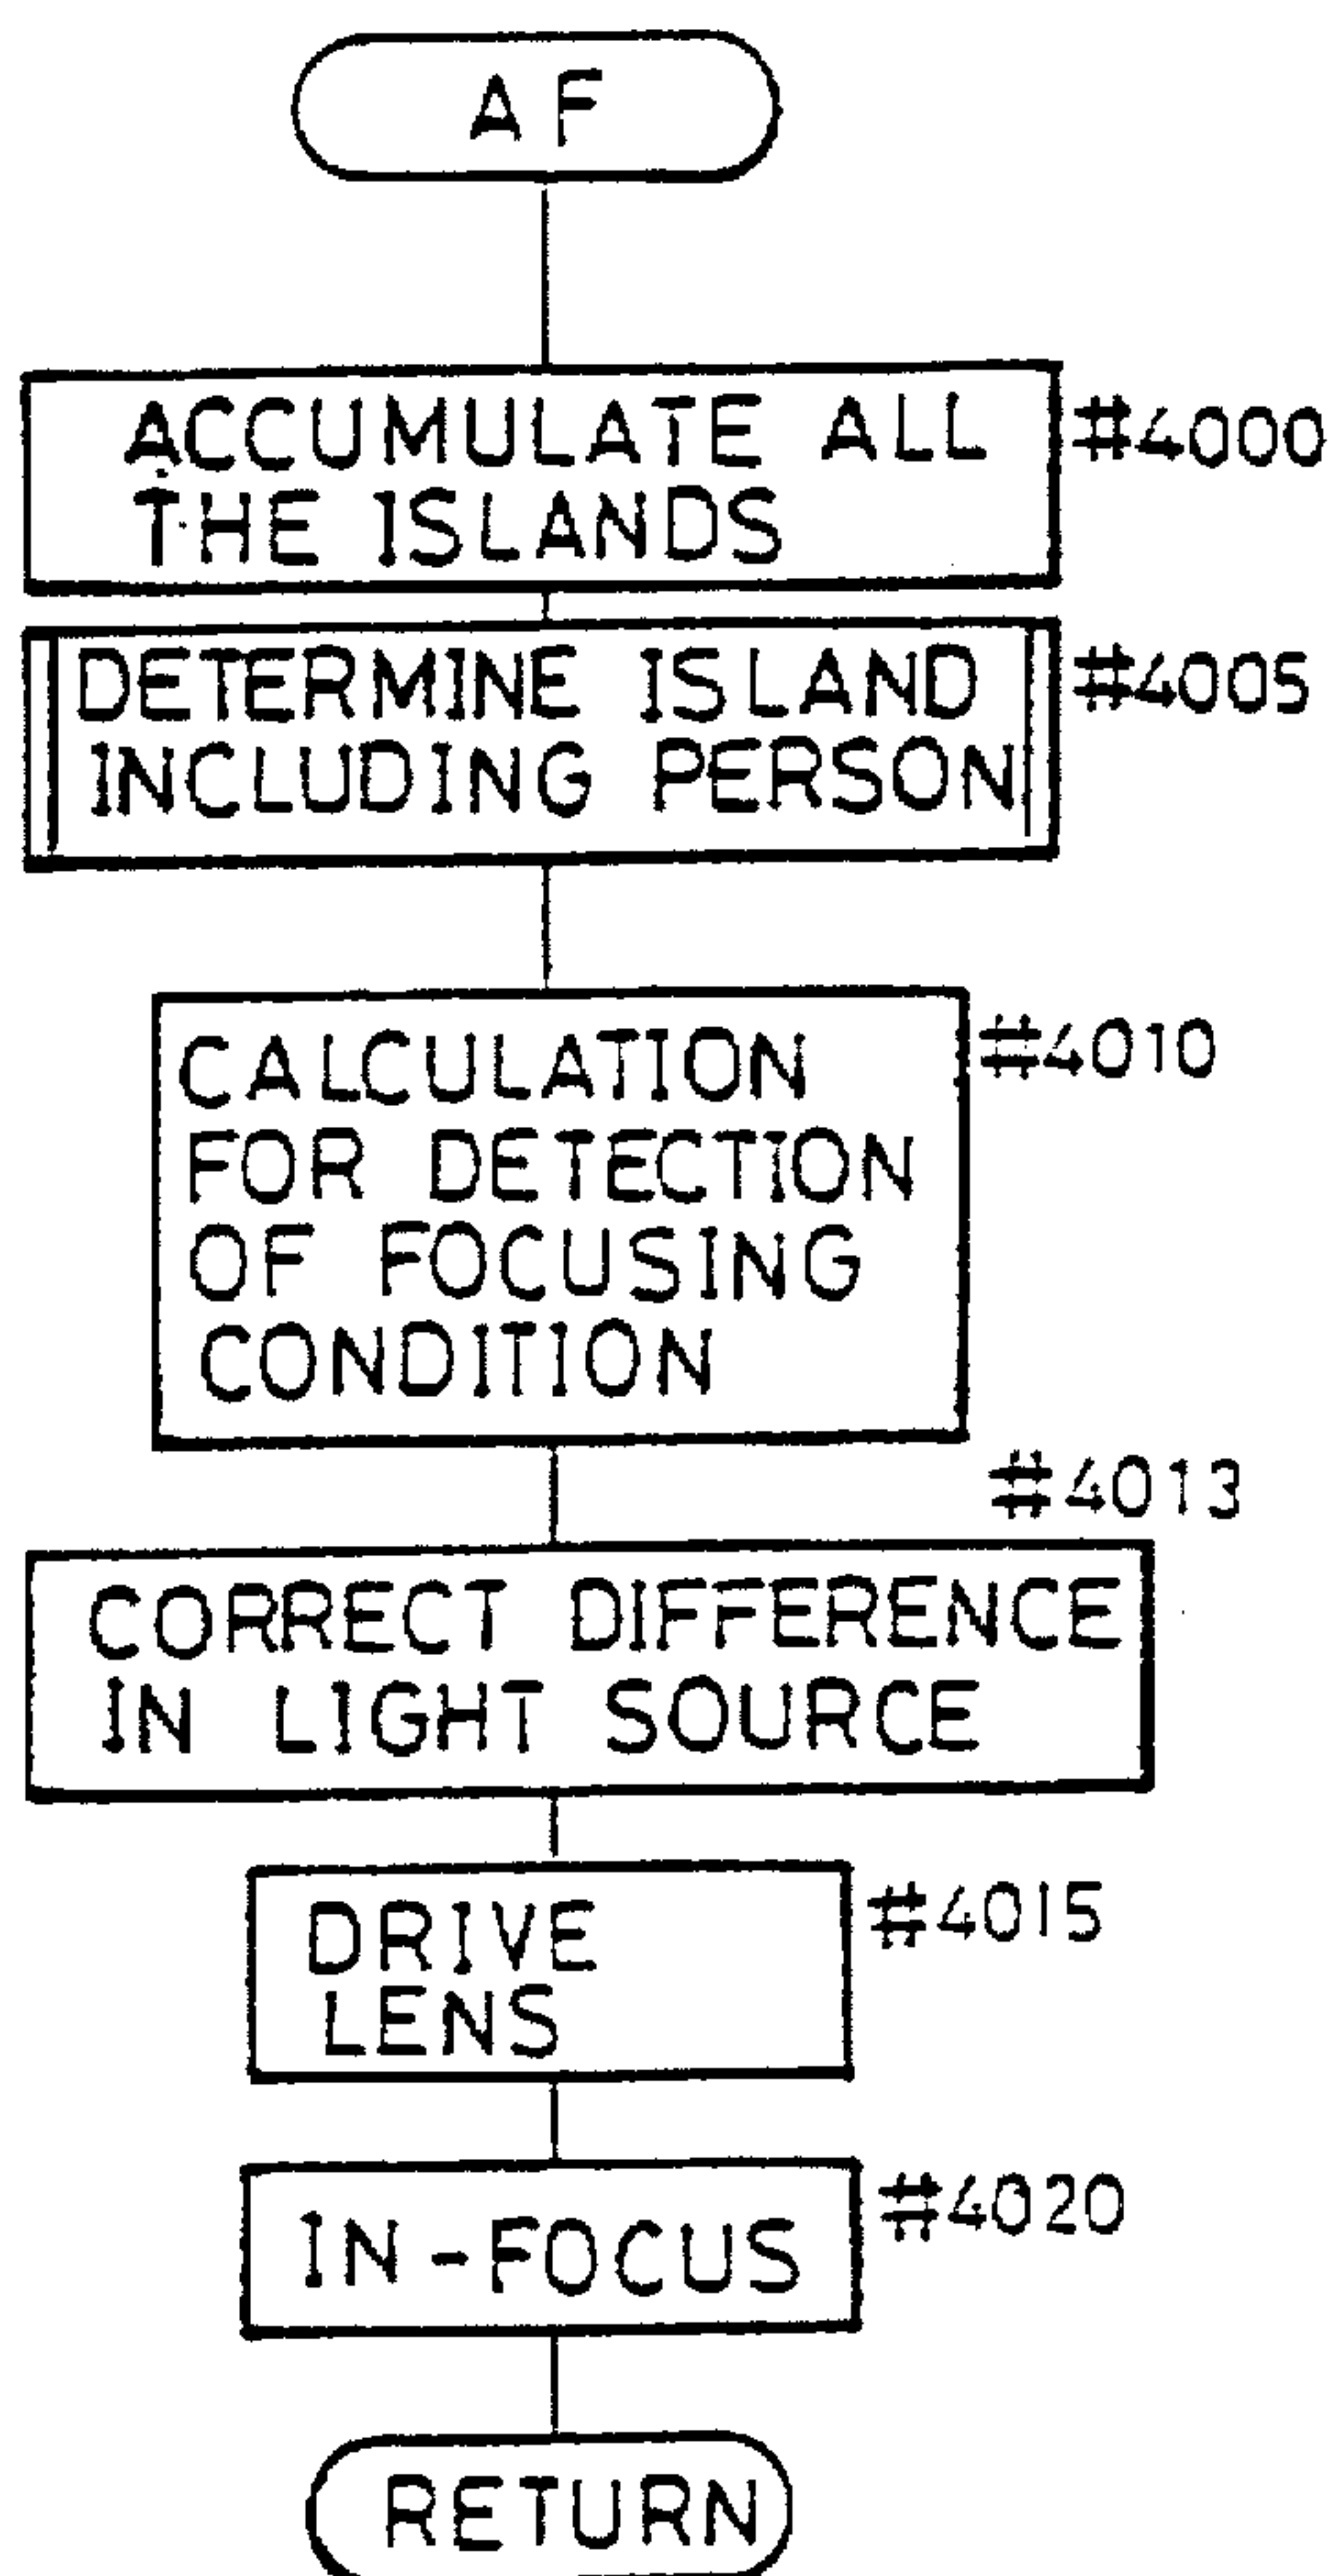 AF
ACCUMULATE ALL
THE ISLANDS
#4000
DETERMINE ISLAND
INCLUDING PERSON
#4005
CALCULATION
FOR DETECTION
OF FOCUSING
CONDITION
#4010
#4013
CORRECT DIFFERENCE
IN LIGHT SOURCE
DRIVE
LENS
#4015
IN-FOCUS
#4020
RETURN